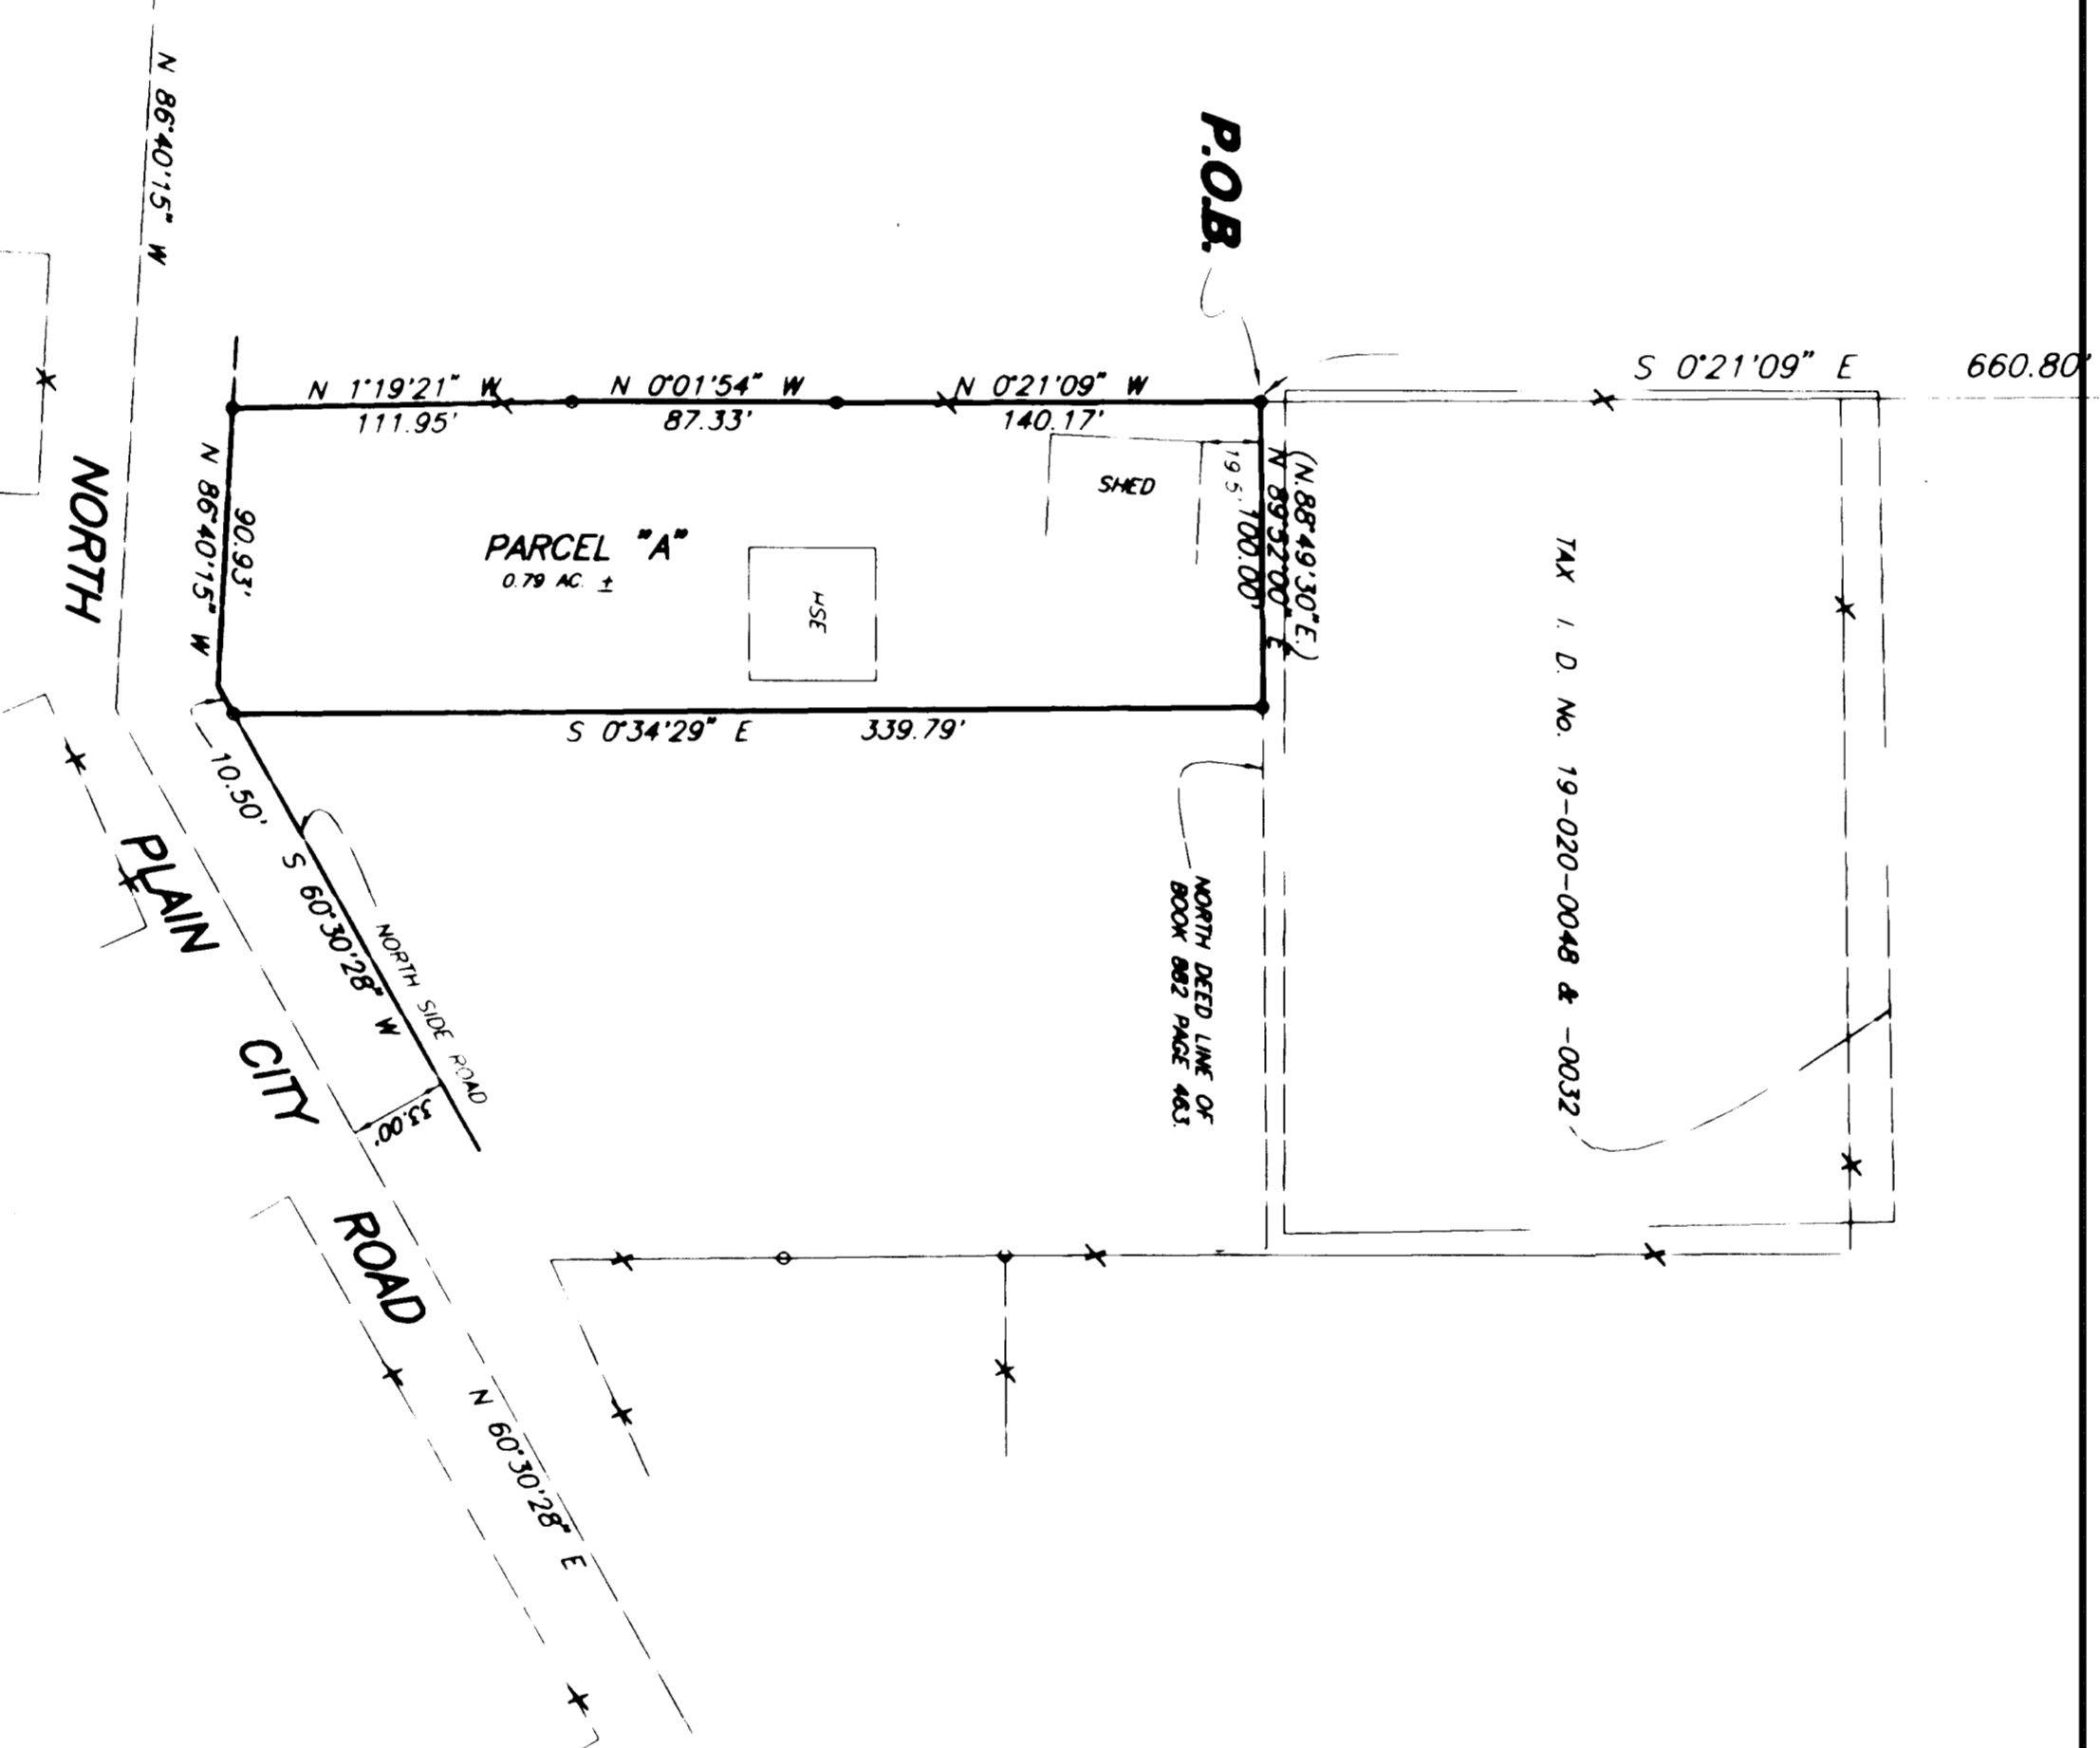 N 86°40'15" W
P.O.B.
S 0°21'09" E 660.80'
N 1°19'21" W
111.95'
N 0°01'54" W
87.33'
N 0°21'09" W
140.17'
(N.88°49'30"E.)
N 89°52'00" E
100.00'
19.5'
SHED
PARCEL "A"
0.79 AC. ±
HSE
90.93'
N 86°40'15" W
S 0°34'29" E 339.79'
10.50'
S 60°30'28" W
NORTH SIDE ROAD
33.00'
NORTH PLAIN CITY ROAD
N 60°30'28" E
NORTH DEED LINE OF
BOOK 882 PAGE 463.
TAX I. D. No. 19-020-0048 & -0032